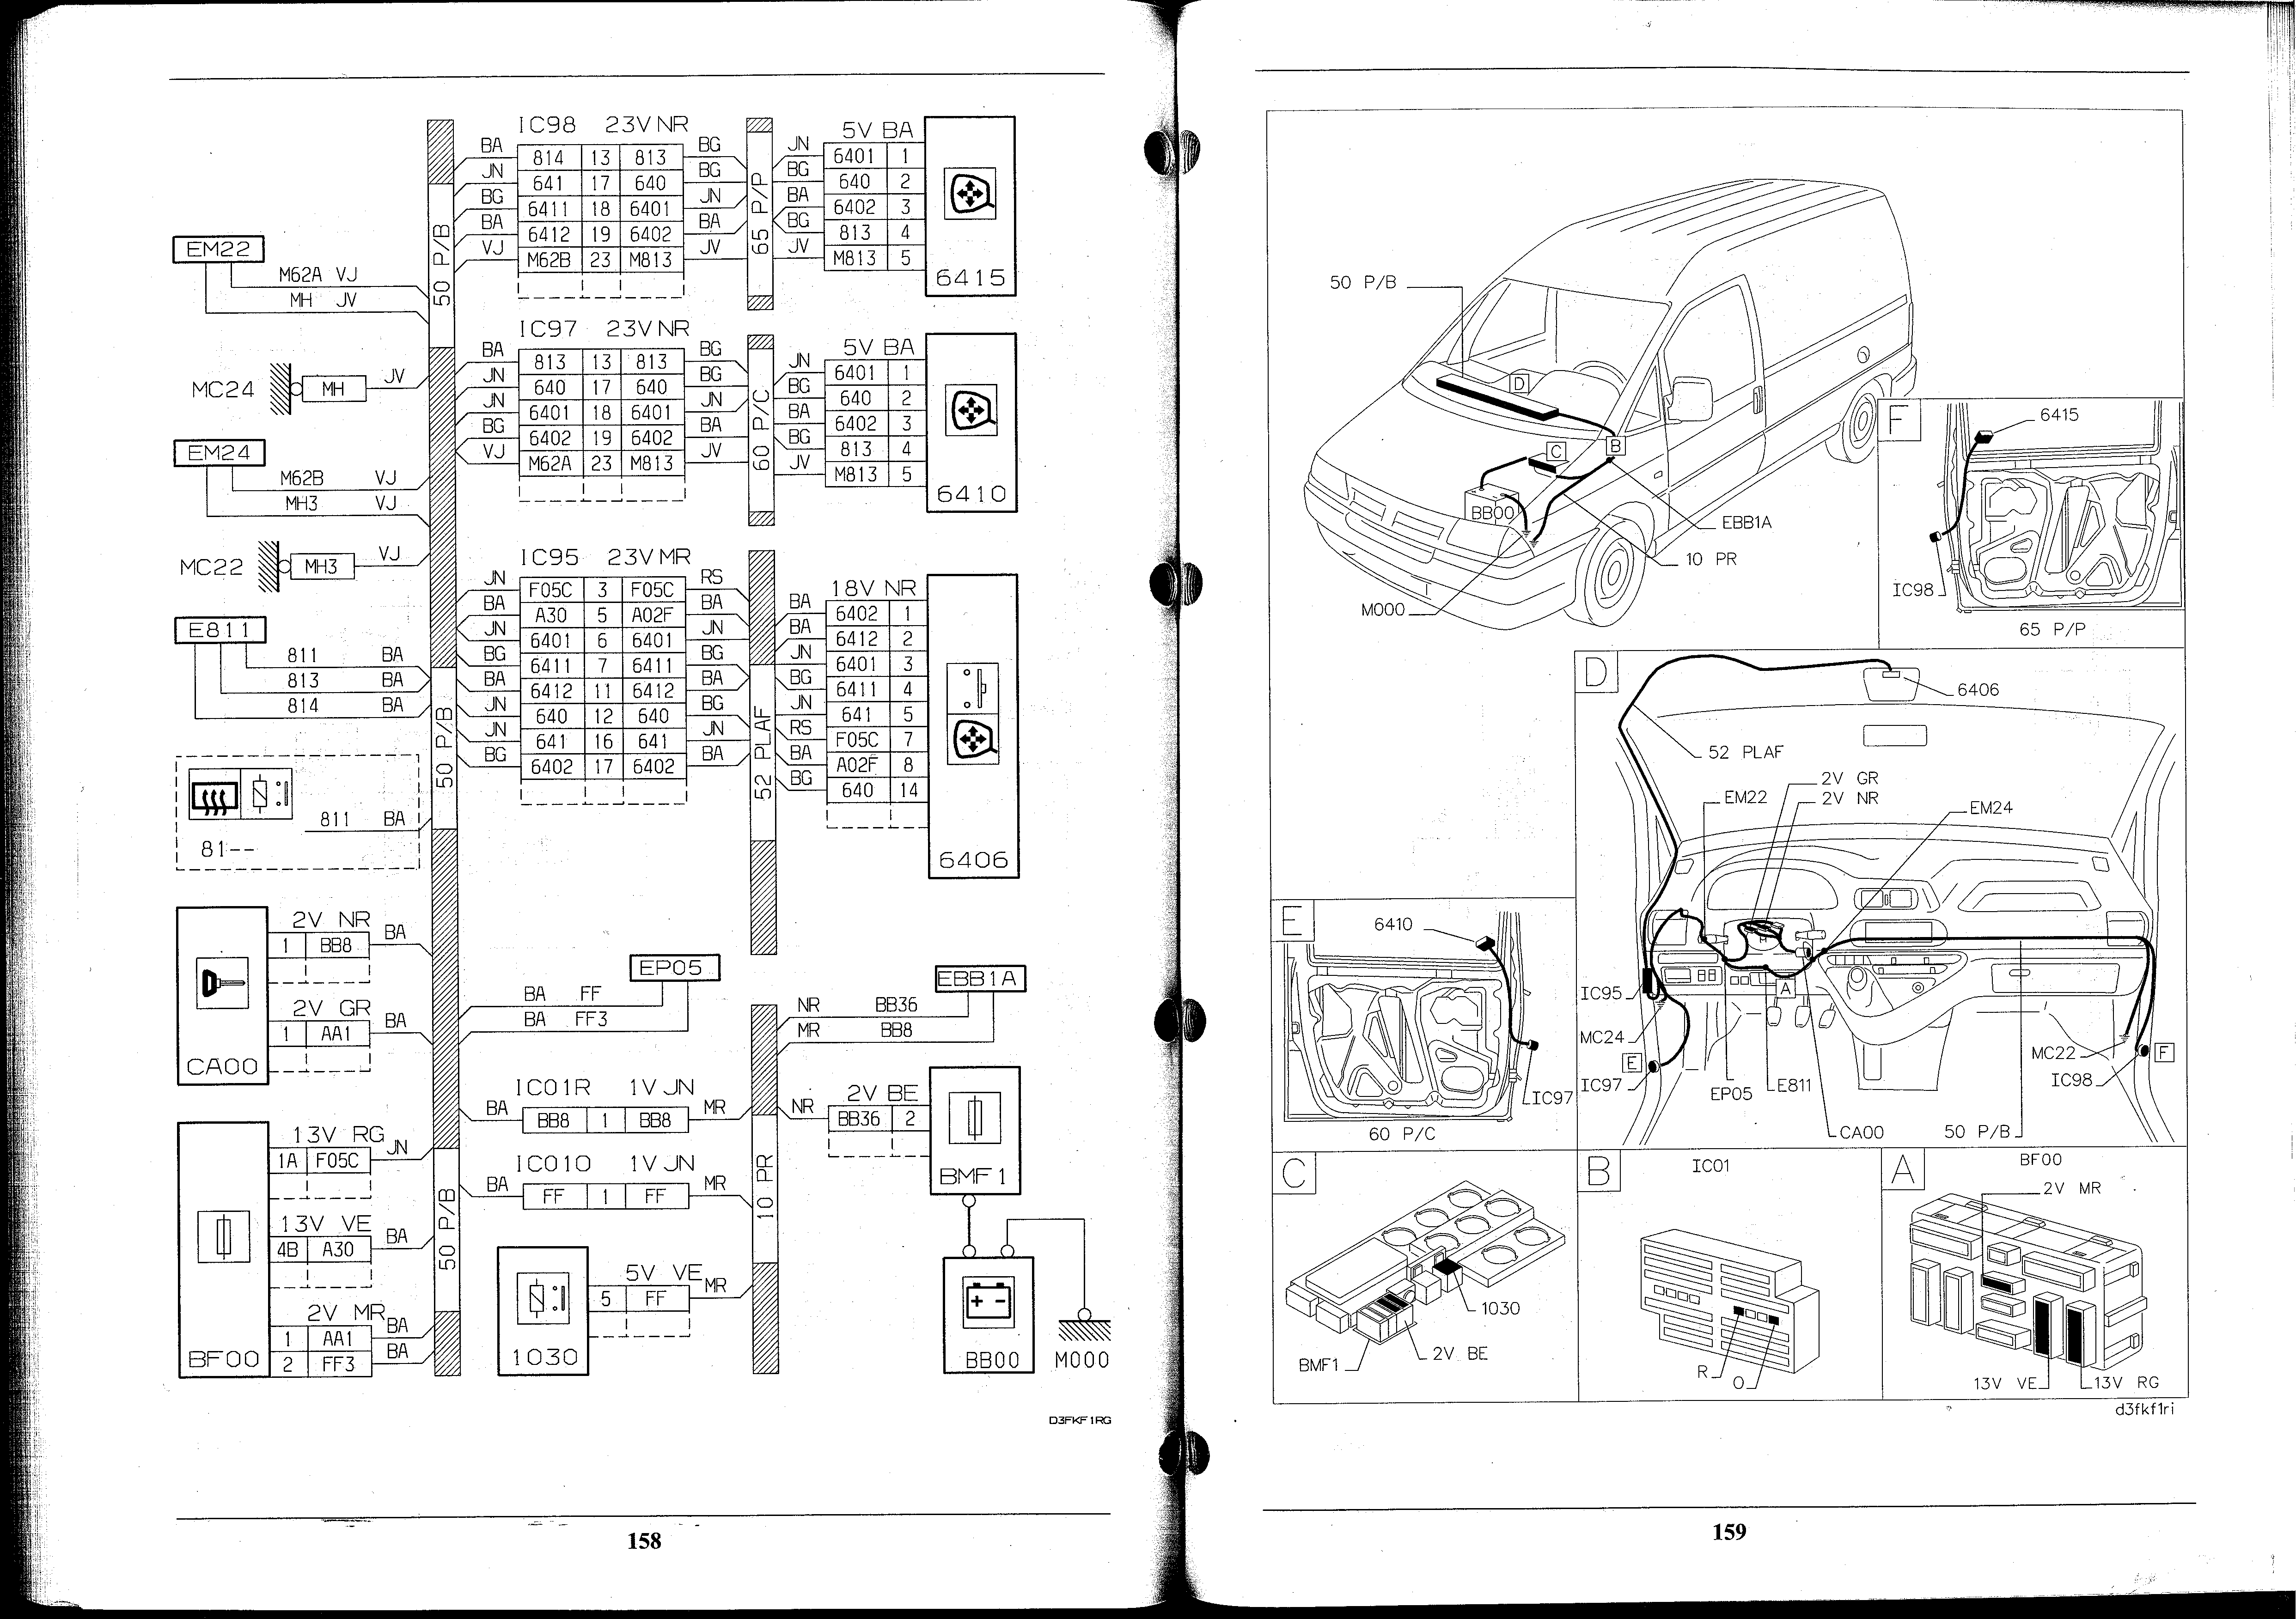 IC98 23V NR
BA 814 13 813 BG
JN 641 17 640 BG
BG 6411 18 6401 JN
BA 6412 19 6402 BA
VJ M62B 23 M813 JV
65 P/P
5V BA
JN 6401 1
BG 640 2
BA 6402 3
BG 813 4
JV M813 5
6415
50 P/B
EM22
M62A VJ
MH JV
MC24 MH JV
EM24
M62B VJ
MH3 VJ
MC22 MH3 VJ
IC97 23V NR
BA 813 13 813 BG
JN 640 17 640 BG
JN 6401 18 6401 JN
BG 6402 19 6402 BA
VJ M62A 23 M813 JV
60 P/C
5V BA
JN 6401 1
BG 640 2
BA 6402 3
BG 813 4
JV M813 5
6410
IC95 23V MR
JN F05C 3 F05C RS
BA A30 5 A02F BA
JN 6401 6 6401 JN
BG 6411 7 6411 BG
BA 6412 11 6412 BA
JN 640 12 640 BG
JN 641 16 641 JN
BG 6402 17 6402 BA
52 PLAF
18V NR
BA 6402 1
BA 6412 2
JN 6401 3
BG 6411 4
JN 641 5
RS F05C 7
BA A02F 8
BG 640 14
6406
E811
811 BA
813 BA
814 BA
50 P/B
811 BA
81--
2V NR
1 BB8 BA
2V GR
1 AA1 BA
CA00
EP05
BA FF
BA FF3
EBB1A
NR BB36
MR BB8
IC01R 1V JN
BA BB8 1 BB8 MR
IC01O 1V JN
BA FF 1 FF MR
10 PR
2V BE
NR BB36 2
BMF1
13V RG
1A F05C JN
13V VE
4B A30 BA
2V MR
1 AA1 BA
2 FF3 BA
BF00
50 P/B
5V VE
5 FF MR
1030
+ -
BB00
M000
D3FKF1RG
158
50 P/B
D
B
C
BB00
EBB1A
10 PR
M000
F
6415
IC98
65 P/P
D
6406
52 PLAF
2V GR
2V NR
EM22
EM24
IC95
A
MC24
E
IC97
EP05
E811
CA00
50 P/B
MC22
F
IC98
E
6410
IC97
60 P/C
C
1030
2V BE
BMF1
B
IC01
R
O
A
BF00
2V MR
13V VE
13V RG
d3fkf1ri
159